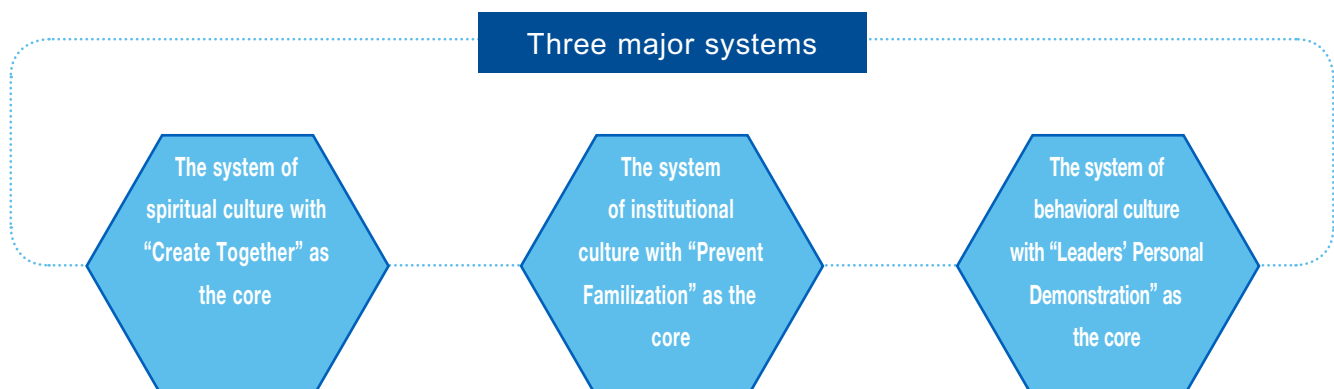 Three major systems
The system of
spiritual culture with
“Create Together” as
the core
The system
of institutional
culture with “Prevent
Familization” as the
core
The system of
behavioral culture
with “Leaders’ Personal
Demonstration” as
the core